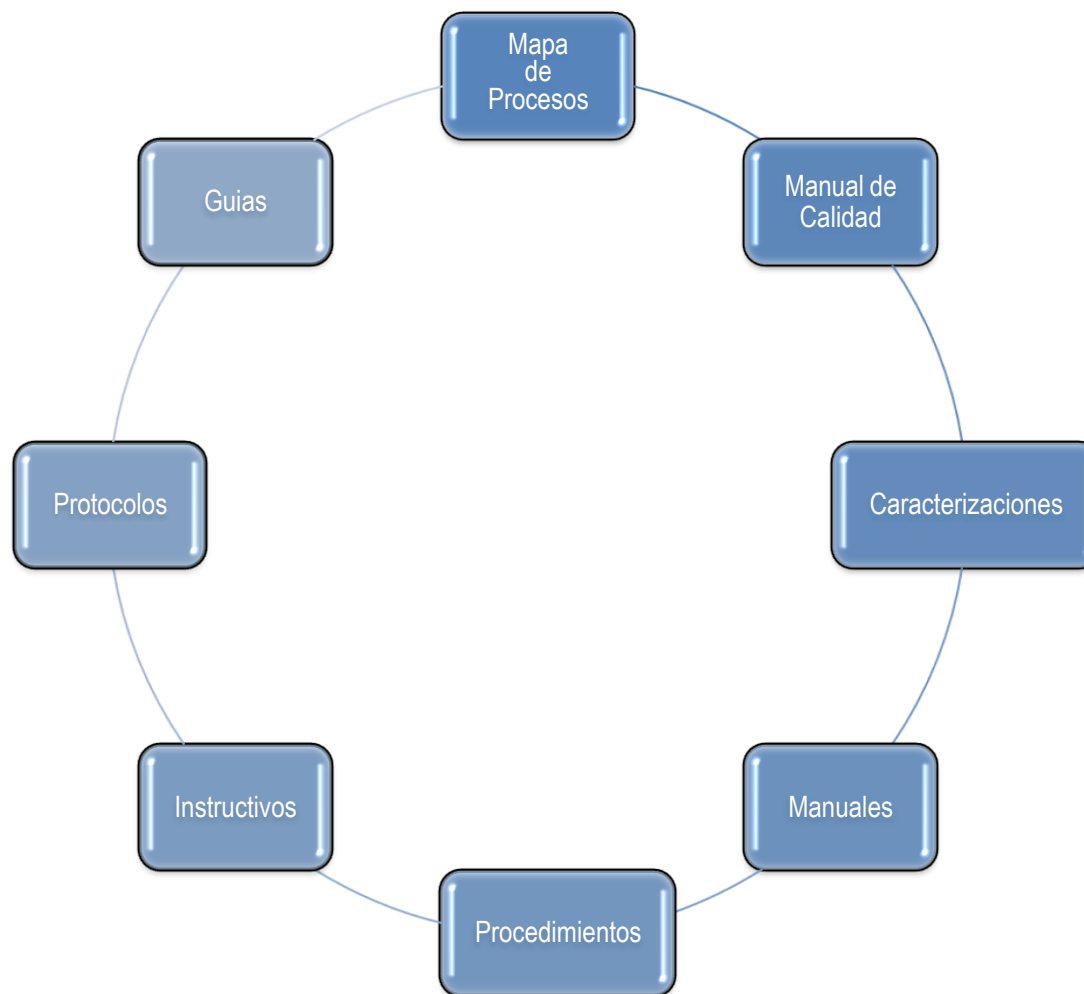 Mapa
de
Procesos
Manual de
Calidad
Caracterizaciones
Manuales
Procedimientos
Instructivos
Protocolos
Guias